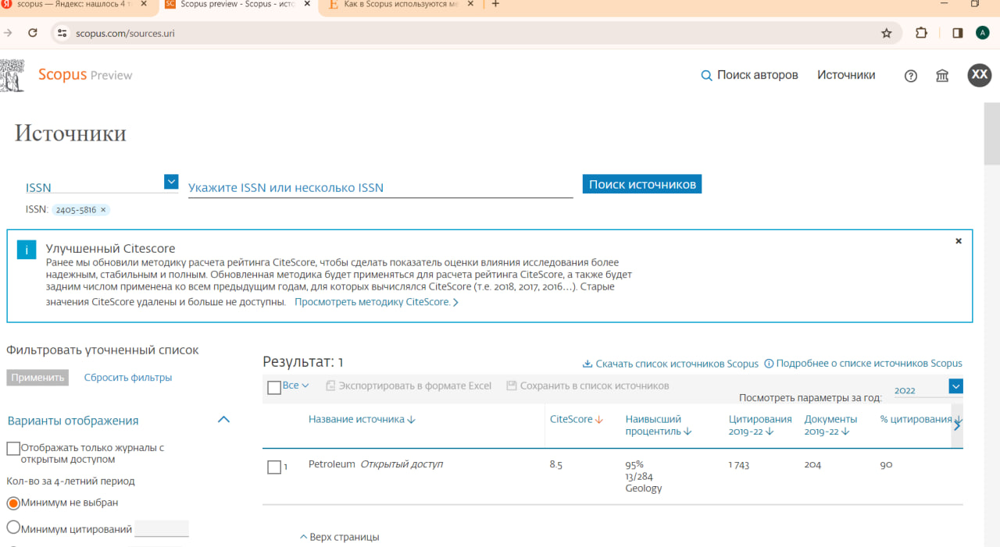 scopus — Яндекс: нашлось 4 т
SC Scopus preview - Scopus - исто
E Как в Scopus используются ме
scopus.com/sources.uri
A
Scopus Preview
Поиск авторов
Источники
XX
Источники
ISSN
Укажите ISSN или несколько ISSN
Поиск источников
ISSN: 2405-5816 ×
i
Улучшенный Citescore
Ранее мы обновили методику расчета рейтинга CiteScore, чтобы сделать показатель оценки влияния исследования более
надежным, стабильным и полным. Обновленная методика будет применяться для расчета рейтинга CiteScore, а также будет
задним числом применена ко всем предыдущим годам, для которых вычислялся CiteScore (т.е. 2018, 2017, 2016...). Старые
значения CiteScore удалены и больше не доступны. Просмотреть методику CiteScore.
Фильтровать уточненный список
Применить
Сбросить фильтры
Варианты отображения
Отображать только журналы с
открытым доступом
Кол-во за 4-летний период
Минимум не выбран
Минимум цитирований
Результат: 1
Скачать список источников Scopus
Подробнее о списке источников Scopus
Все
Экспортировать в формате Excel
Сохранить в список источников
Посмотреть параметры за год:
2022
Название источника
CiteScore
Наивысший
процентиль
Цитирования
2019-22
Документы
2019-22
% цитирования
1
Petroleum Открытый доступ
8.5
95%
13/284
Geology
1 743
204
90
Верх страницы